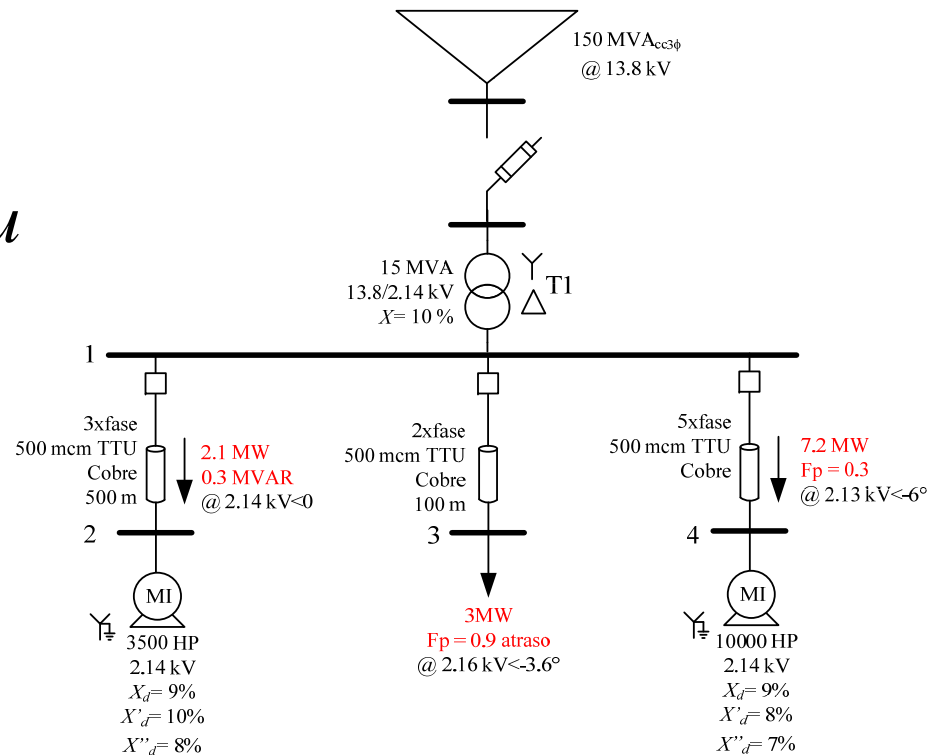 150 MVAcc3ϕ
@ 13.8 kV
u
15 MVA
13.8/2.14 kV
X= 10 %
T1
1
3xfase
500 mcm TTU
Cobre
500 m
2.1 MW
0.3 MVAR
@ 2.14 kV<0
2xfase
500 mcm TTU
Cobre
100 m
5xfase
500 mcm TTU
Cobre
7.2 MW
Fp = 0.3
@ 2.13 kV<-6°
2
3
4
MI
3500 HP
2.14 kV
Xd= 9%
X'd= 10%
X''d= 8%
3MW
Fp = 0.9 atraso
@ 2.16 kV<-3.6°
MI
10000 HP
2.14 kV
Xd= 9%
X'd= 8%
X''d= 7%